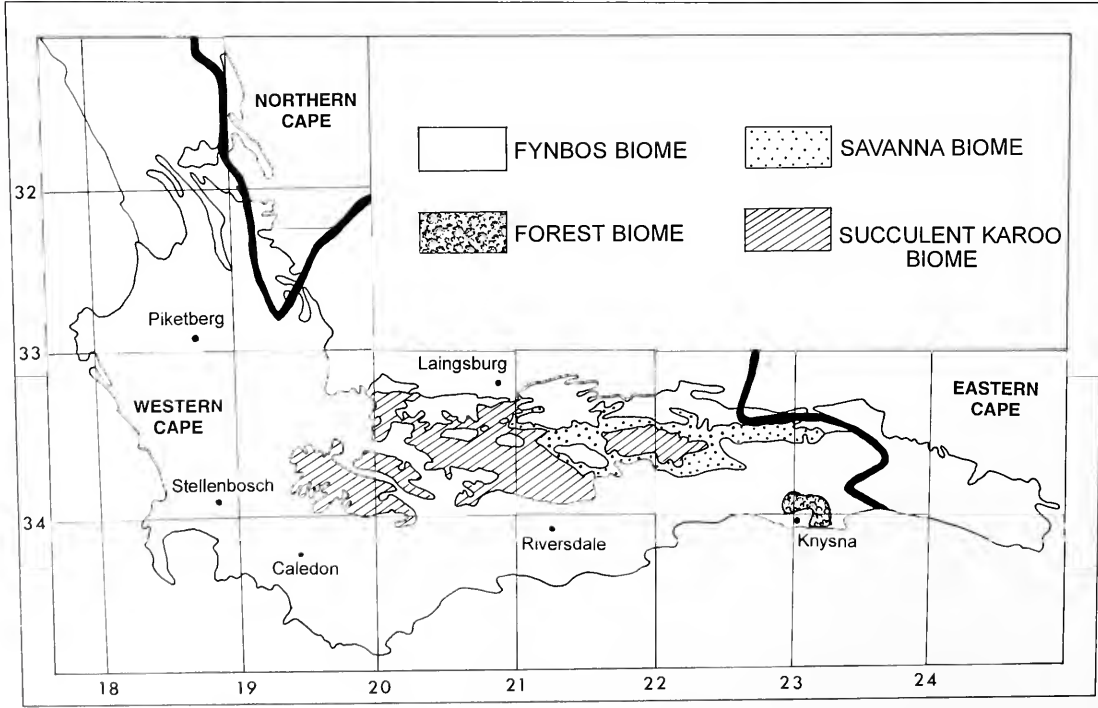 NORTHERN
CAPE
FYNBOS BIOME
SAVANNA BIOME
FOREST BIOME
SUCCULENT KAROO
BIOME
32
Piketberg
33
Laingsburg
WESTERN
CAPE
EASTERN
CAPE
Stellenbosch
34
Caledon
Riversdale
Knysna
18
19
20
21
22
23
24